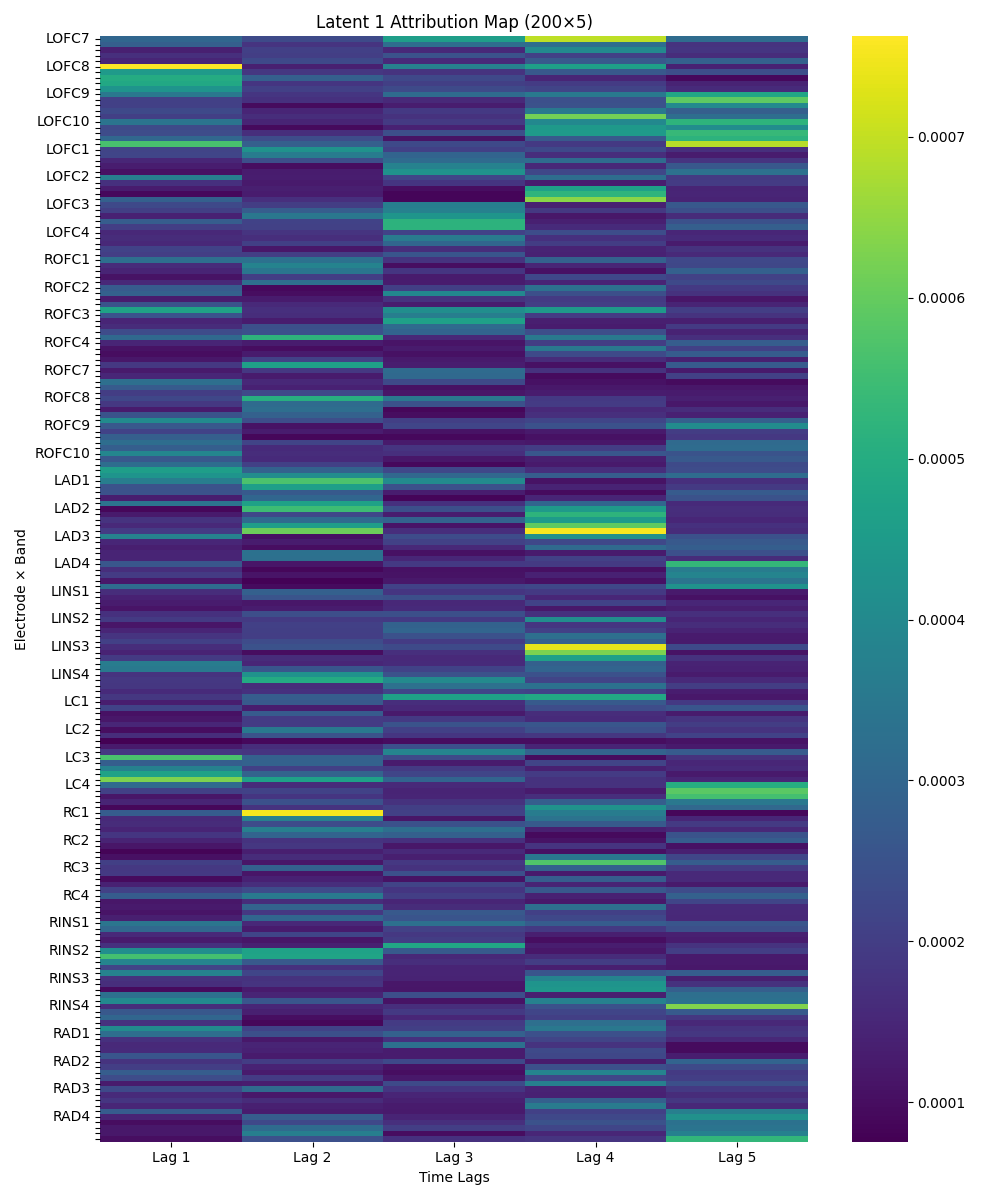 Latent 1 Attribution Map (200×5)
LOFC7
LOFC8
LOFC9
LOFC10
LOFC1
LOFC2
LOFC3
LOFC4
ROFC1
ROFC2
ROFC3
ROFC4
ROFC7
ROFC8
ROFC9
ROFC10
LAD1
LAD2
LAD3
LAD4
LINS1
LINS2
LINS3
LINS4
LC1
LC2
LC3
LC4
RC1
RC2
RC3
RC4
RINS1
RINS2
RINS3
RINS4
RAD1
RAD2
RAD3
RAD4
Electrode × Band
Lag 1 Lag 2 Lag 3 Lag 4 Lag 5
Time Lags
0.0007
0.0006
0.0005
0.0004
0.0003
0.0002
0.0001